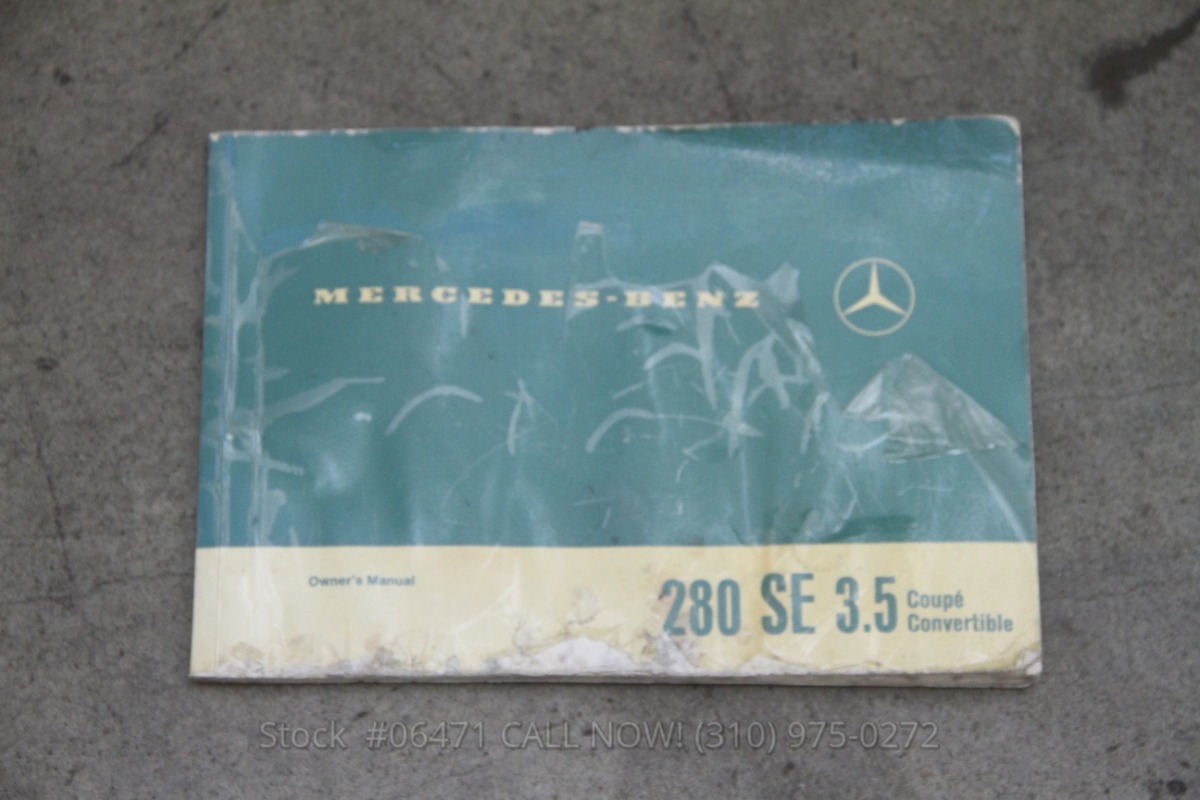 MERCEDES-BENZ
Owner's Manual
280 SE 3.5 Coupé
Convertible
Stock #06471 CALL NOW! (310) 975-0272